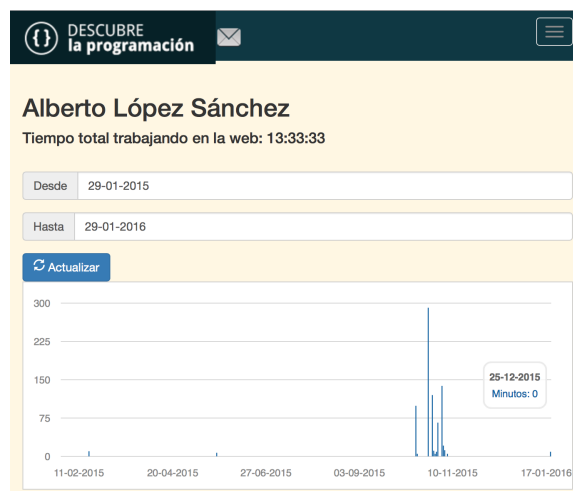 {} DESCUBRE
la programación
Alberto López Sánchez
Tiempo total trabajando en la web: 13:33:33
Desde 29-01-2015
Hasta 29-01-2016
Actualizar
300
225
150
75
0
25-12-2015
Minutos: 0
11-02-2015 20-04-2015 27-06-2015 03-09-2015 10-11-2015 17-01-2016